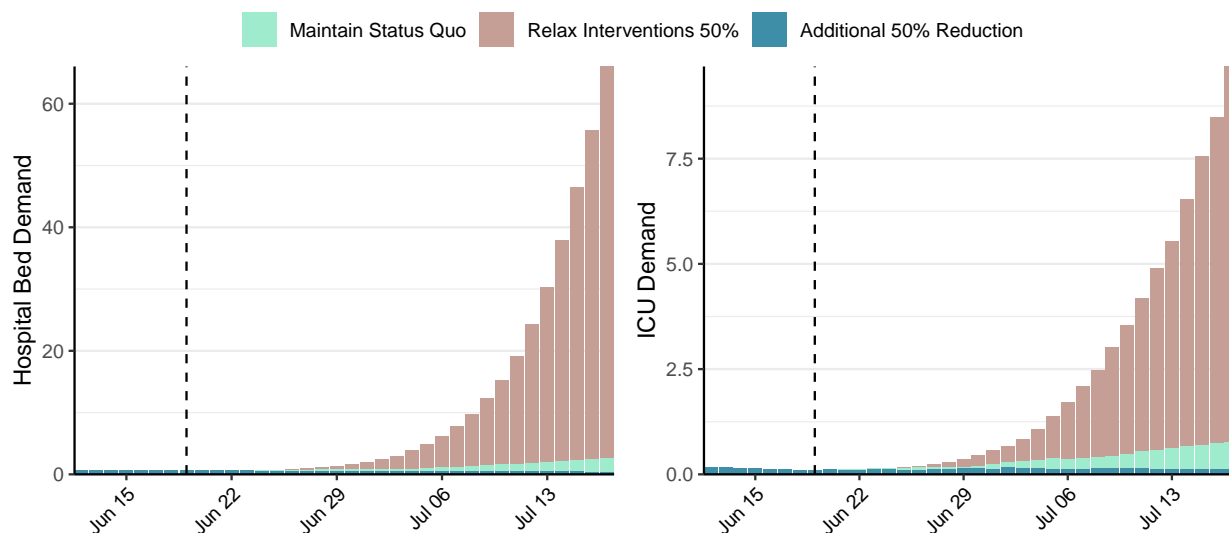 Maintain Status Quo Relax Interventions 50% Additional 50% Reduction
Hospital Bed Demand
60
40
20
0
Jun 15
Jun 22
Jun 29
Jul 06
Jul 13
ICU Demand
7.5
5.0
2.5
0.0
Jun 15
Jun 22
Jun 29
Jul 06
Jul 13